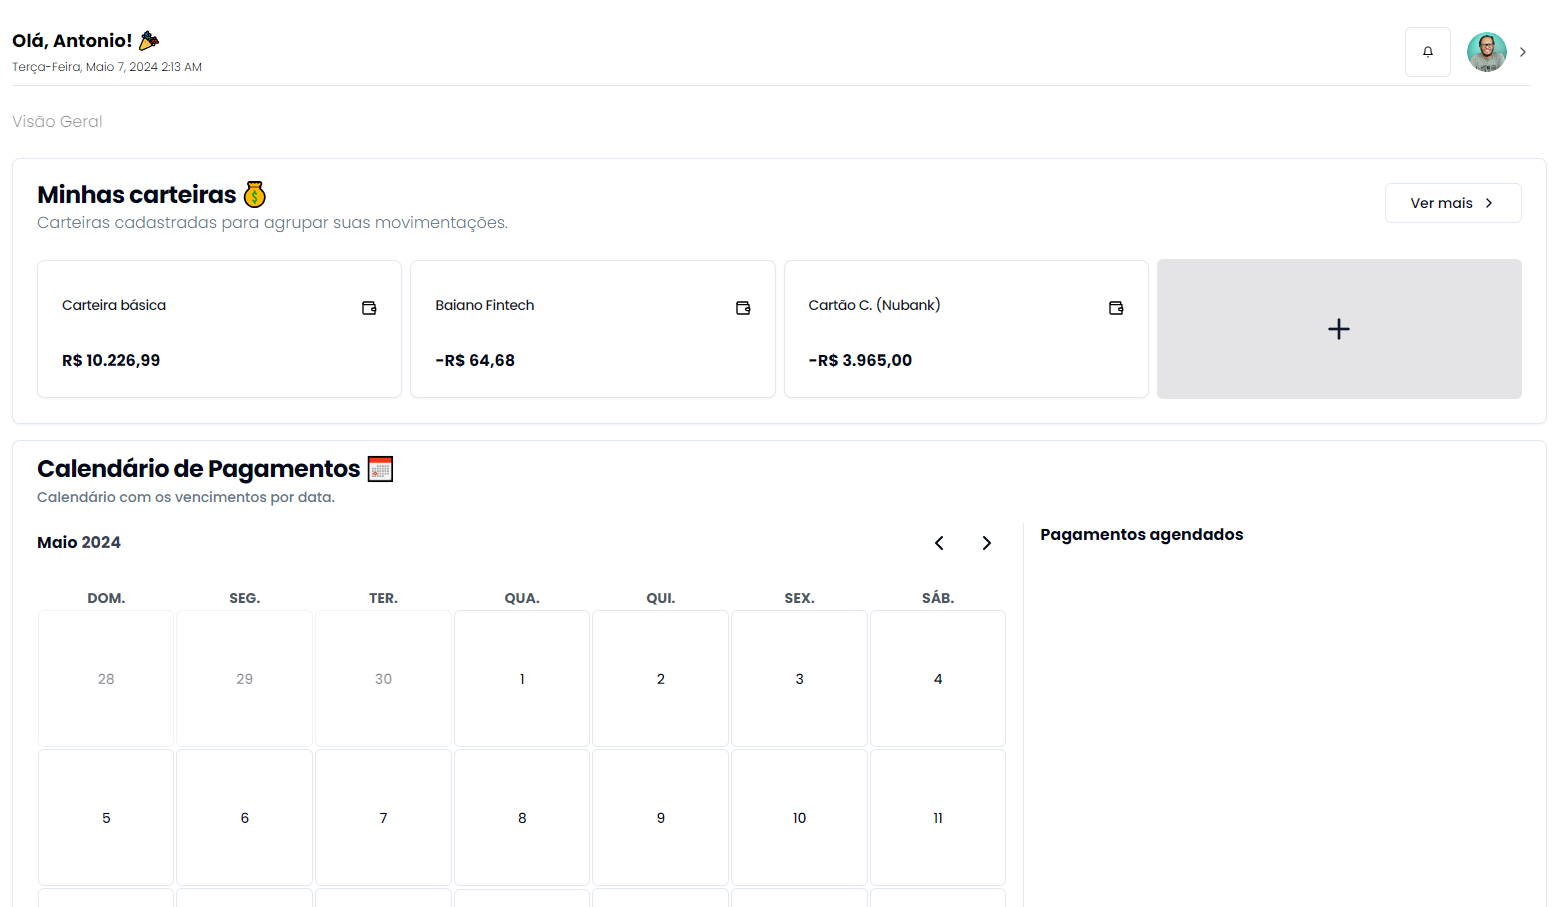 Olá, Antonio! 🎉
Terça-Feira, Maio 7, 2024 2:13 AM
Visão Geral
Minhas carteiras 💰
Carteiras cadastradas para agrupar suas movimentações.
Ver mais
Carteira básica
R$ 10.226,99
Baiano Fintech
-R$ 64,68
Cartão C. (Nubank)
-R$ 3.965,00
Calendário de Pagamentos 📅
Calendário com os vencimentos por data.
Maio 2024
DOM. SEG. TER. QUA. QUI. SEX. SÁB.
28 29 30 1 2 3 4
5 6 7 8 9 10 11
Pagamentos agendados